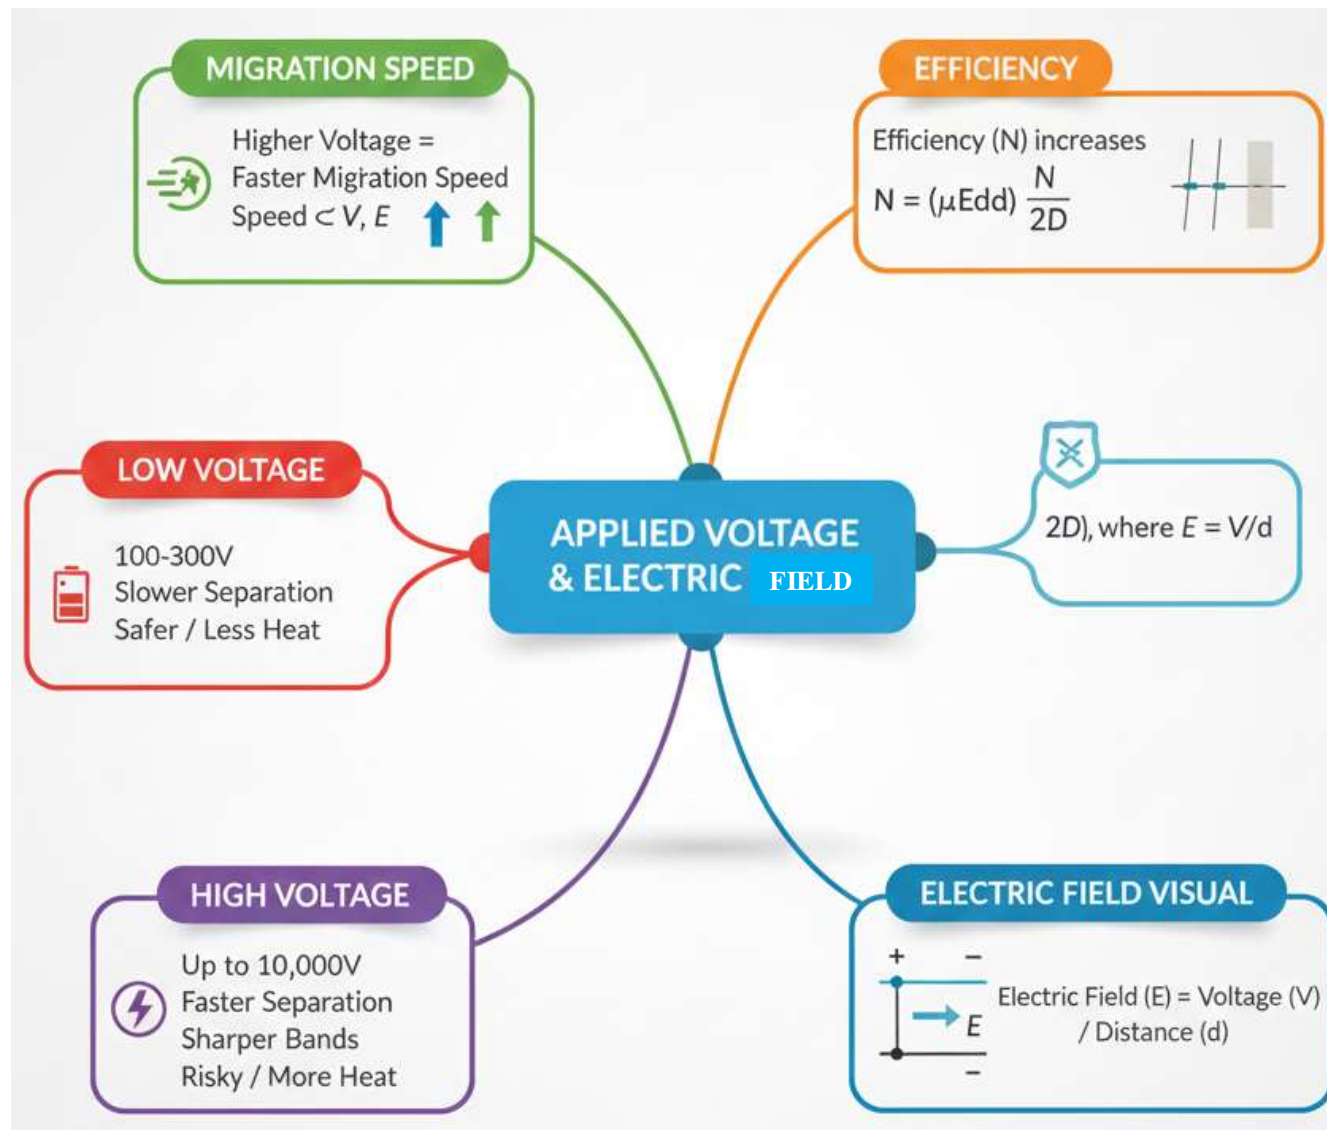 MIGRATION SPEED
Higher Voltage =
Faster Migration Speed
Speed ⊂ V, E
EFFICIENCY
Efficiency (N) increases
N = (μEdd) N/2D
LOW VOLTAGE
100-300V
Slower Separation
Safer / Less Heat
APPLIED VOLTAGE
& ELECTRIC FIELD
2D), where E = V/d
HIGH VOLTAGE
Up to 10,000V
Faster Separation
Sharper Bands
Risky / More Heat
ELECTRIC FIELD VISUAL
+ −
E
−
Electric Field (E) = Voltage (V)
/ Distance (d)